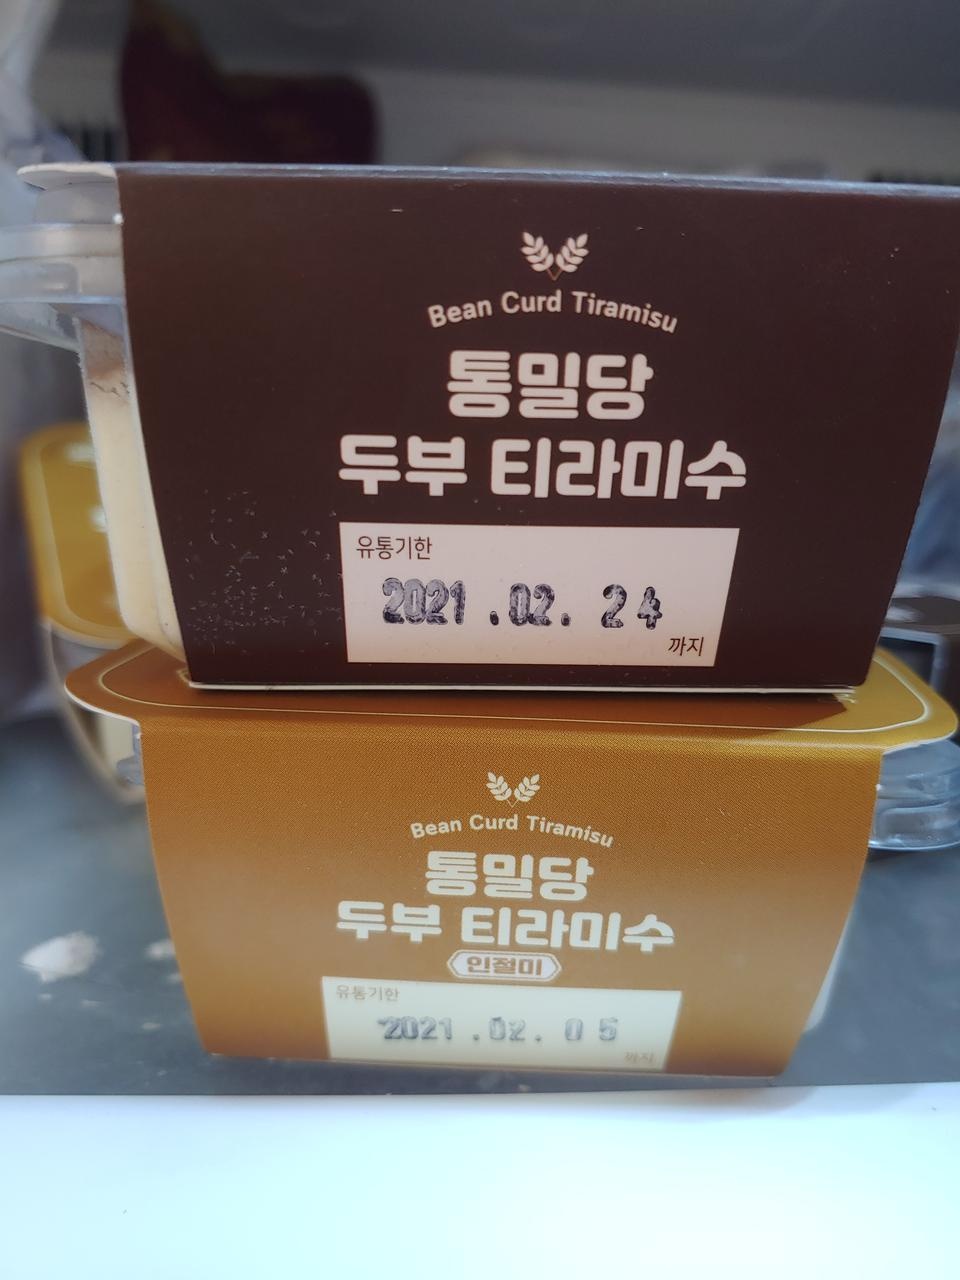 Bean Curd Tiramisu
통밀당
두부 티라미수
유통기한
2021 .02. 24
까지
Bean Curd Tiramisu
통밀당
두부 티라미수
인절미
유통기한
2021 .02. 05
까지